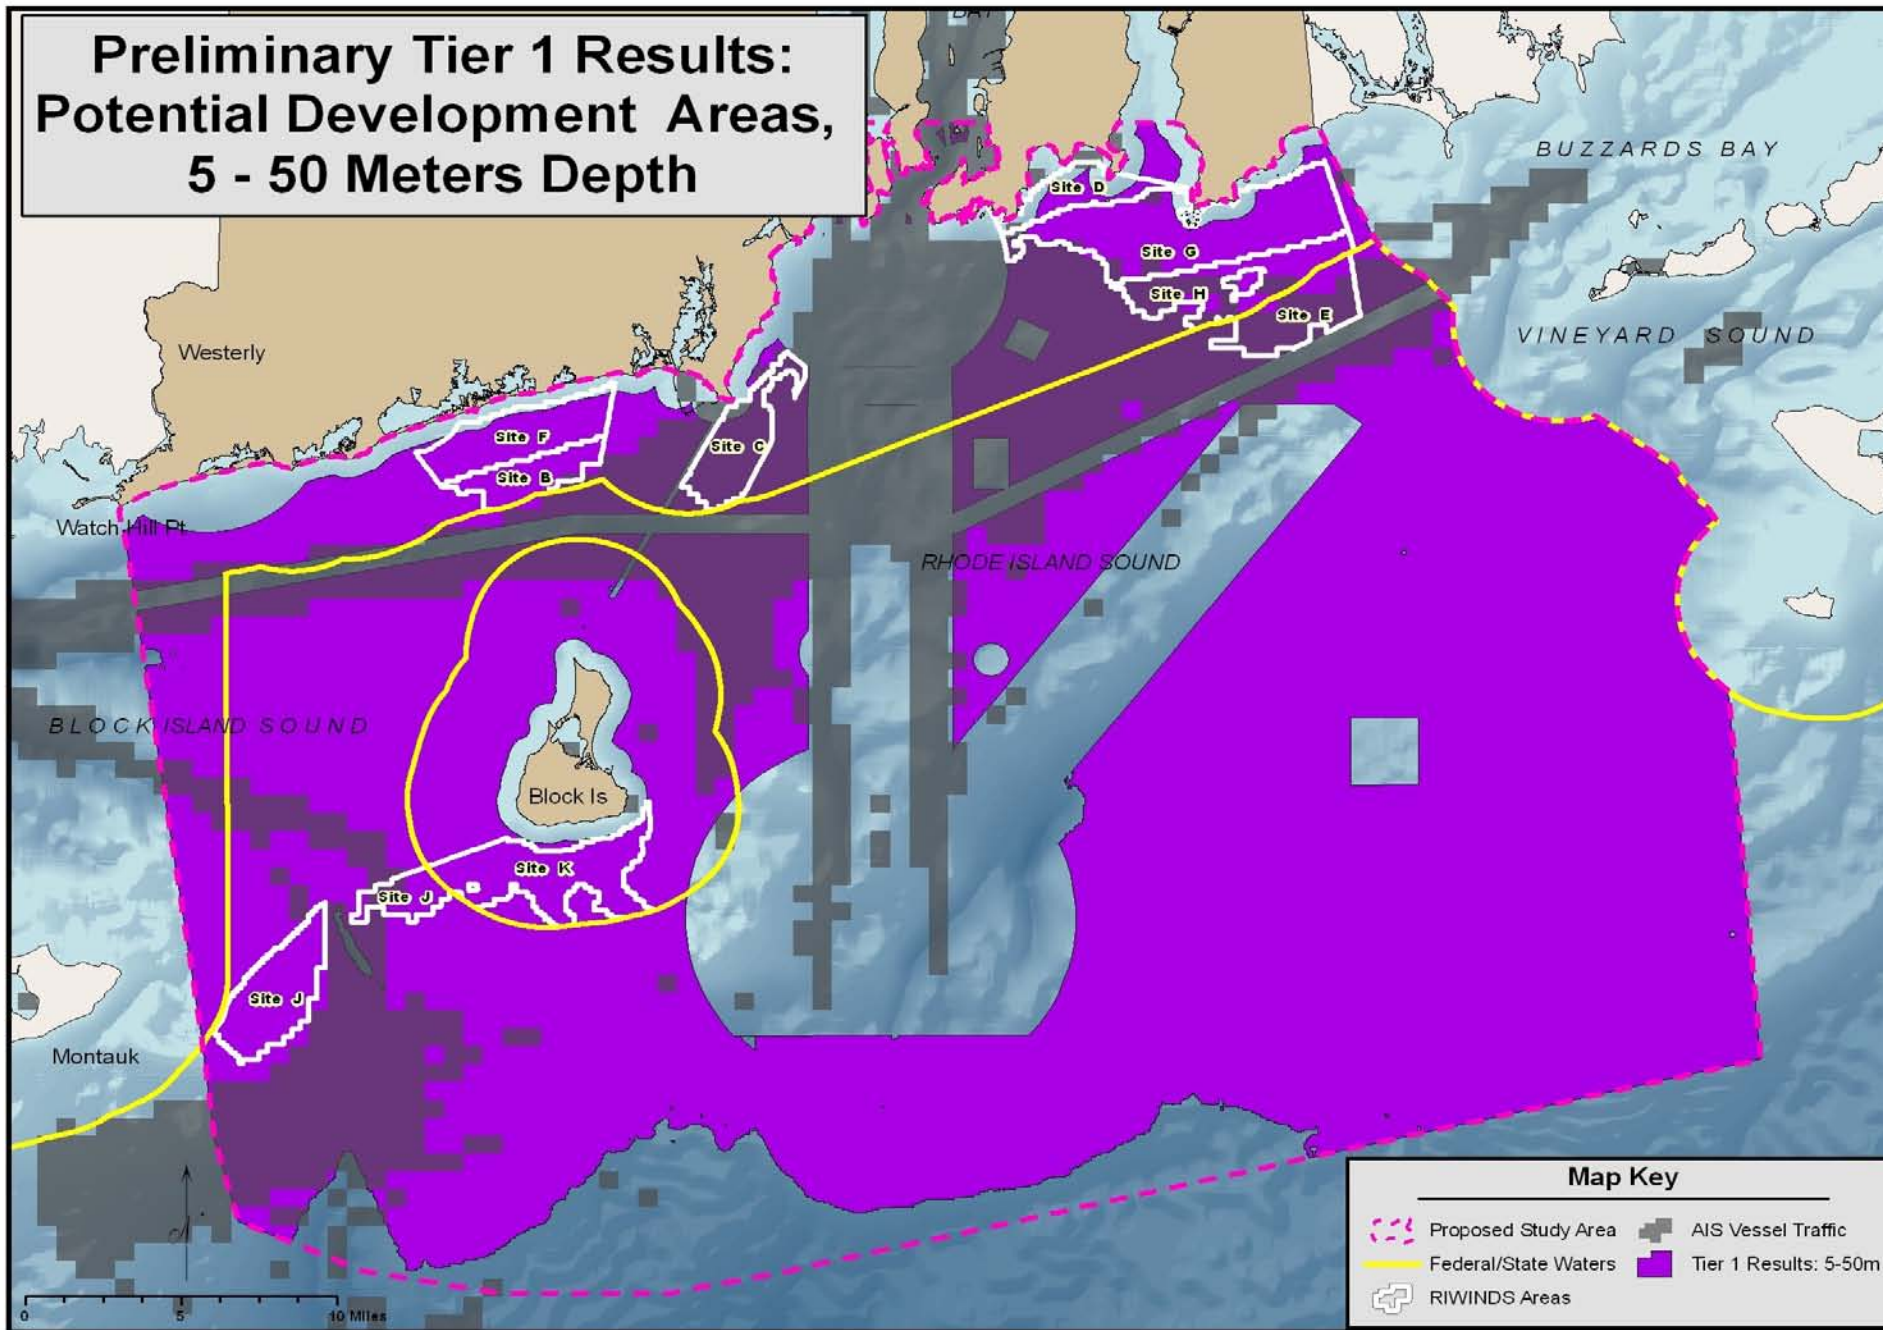 Preliminary Tier 1 Results:
Potential Development Areas,
5 - 50 Meters Depth
BAY
BUZZARDS BAY
Site D
Site G
Site H
Site E
VINEYARD SOUND
Westerly
Site F
Site C
Site B
Watch Hill Pt
RHODE ISLAND SOUND
BLOCK ISLAND SOUND
Block Is
Site K
Site J
Site J
Montauk
0 5 10 Miles
Map Key
Proposed Study Area
AIS Vessel Traffic
Federal/State Waters
Tier 1 Results: 5-50m
RIWINDS Areas